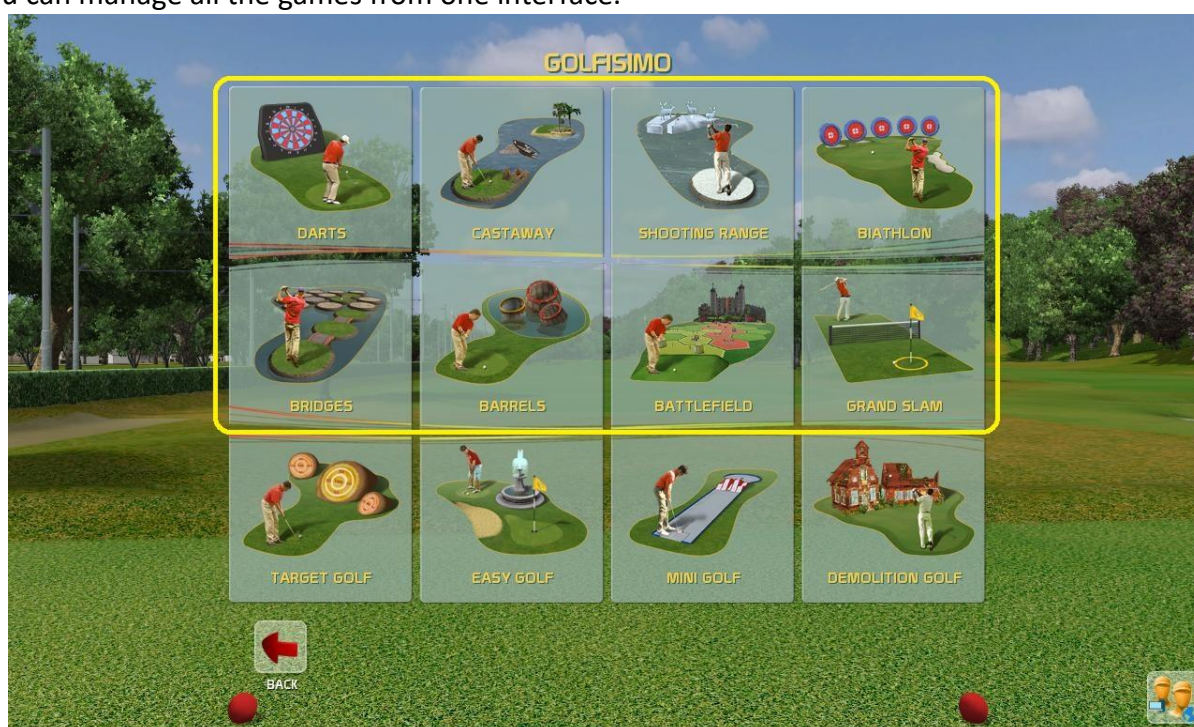 u can manage all the games from one interface.
GOLFISIMO
DARTS
CASTAWAY
SHOOTING RANGE
BIATHLON
BRIDGES
BARRELS
BATTLEFIELD
GRAND SLAM
TARGET GOLF
EASY GOLF
MINI GOLF
DEMOLITION GOLF
BACK